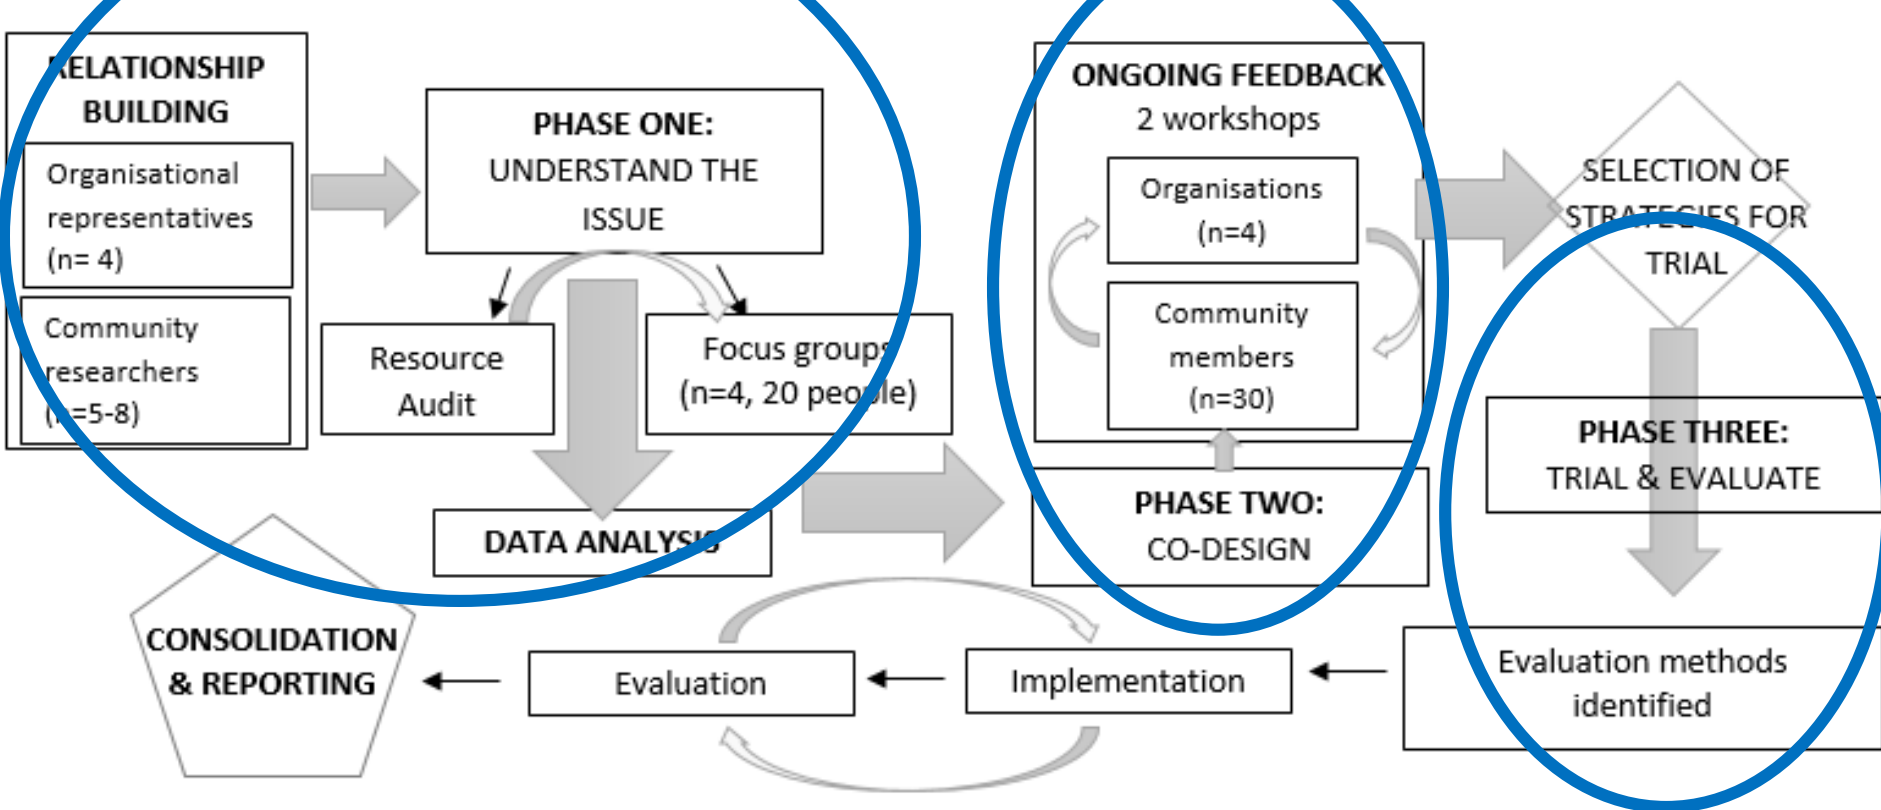 RELATIONSHIP
BUILDING
Organisational
representatives
(n= 4)
Community
researchers
(n=5-8)
PHASE ONE:
UNDERSTAND THE
ISSUE
Resource
Audit
Focus groups
(n=4, 20 people)
DATA ANALYSIS
ONGOING FEEDBACK
2 workshops
Organisations
(n=4)
Community
members
(n=30)
PHASE TWO:
CO-DESIGN
SELECTION OF
STRATEGIES FOR
TRIAL
PHASE THREE:
TRIAL & EVALUATE
Evaluation methods
identified
Implementation
Evaluation
CONSOLIDATION
& REPORTING